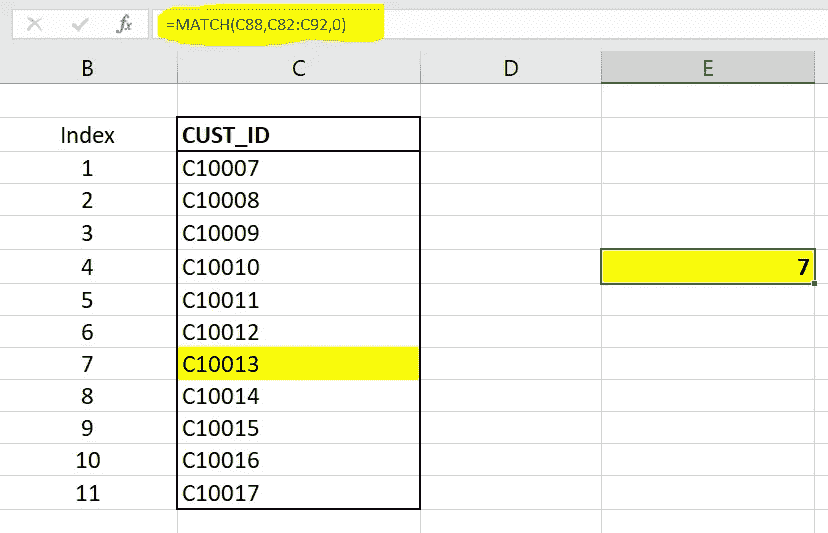 fx =MATCH(C88,C82:C92,0)
B C D E
Index CUST_ID
1 C10007
2 C10008
3 C10009
4 C10010 7
5 C10011
6 C10012
7 C10013
8 C10014
9 C10015
10 C10016
11 C10017